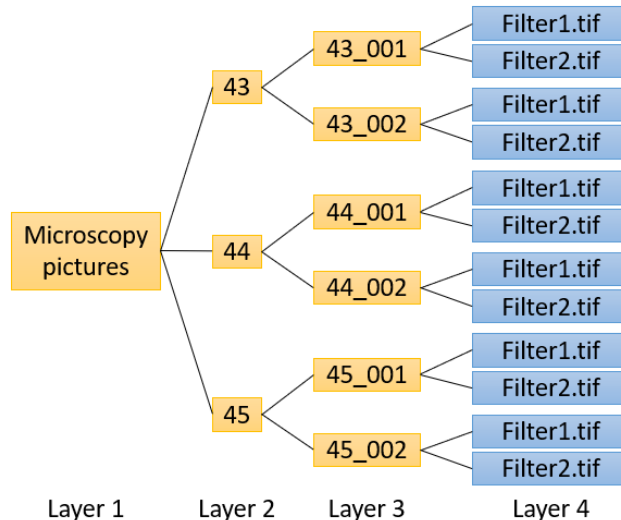 Microscopy
pictures
43
44
45
43_001
43_002
44_001
44_002
45_001
45_002
Filter1.tif
Filter2.tif
Filter1.tif
Filter2.tif
Filter1.tif
Filter2.tif
Filter1.tif
Filter2.tif
Filter1.tif
Filter2.tif
Filter1.tif
Filter2.tif
Layer 1
Layer 2
Layer 3
Layer 4